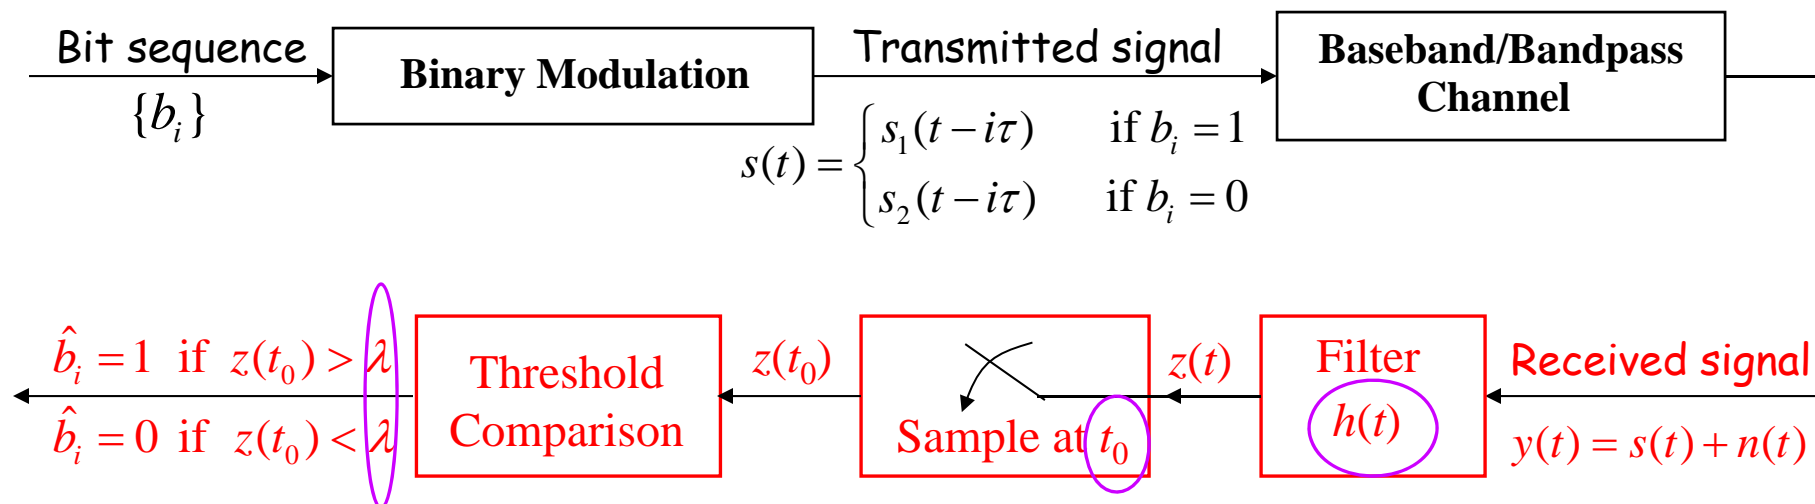 Bit sequence
{b_i}
Binary Modulation
Transmitted signal
s(t) = { s_1(t − iτ) if b_i = 1
s_2(t − iτ) if b_i = 0
Baseband/Bandpass
Channel
Received signal
y(t) = s(t) + n(t)
Filter
h(t)
z(t)
Sample at t_0
z(t_0)
Threshold
Comparison
b̂_i = 1 if z(t_0) > λ
b̂_i = 0 if z(t_0) < λ